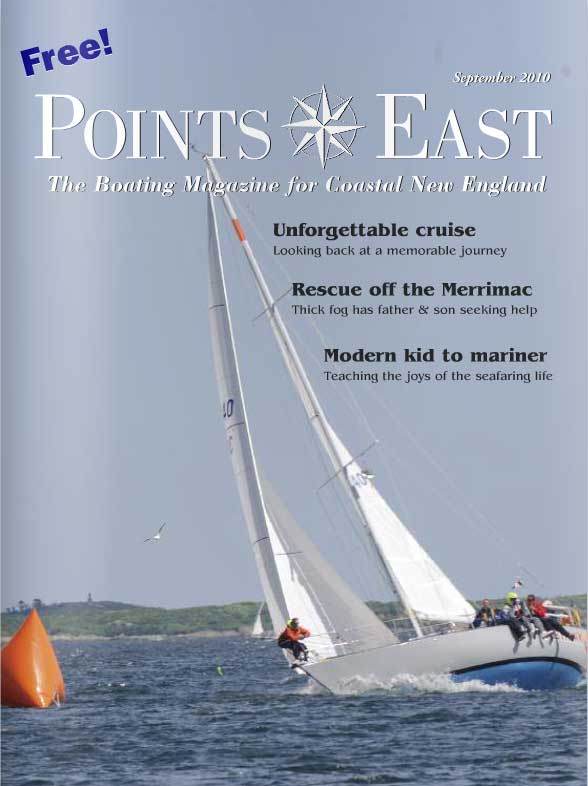 Free!
September 2010
POINTS EAST
The Boating Magazine for Coastal New England
Unforgettable cruise
Looking back at a memorable journey
Rescue off the Merrimac
Thick fog has father & son seeking help
Modern kid to mariner
Teaching the joys of the seafaring life
40
40